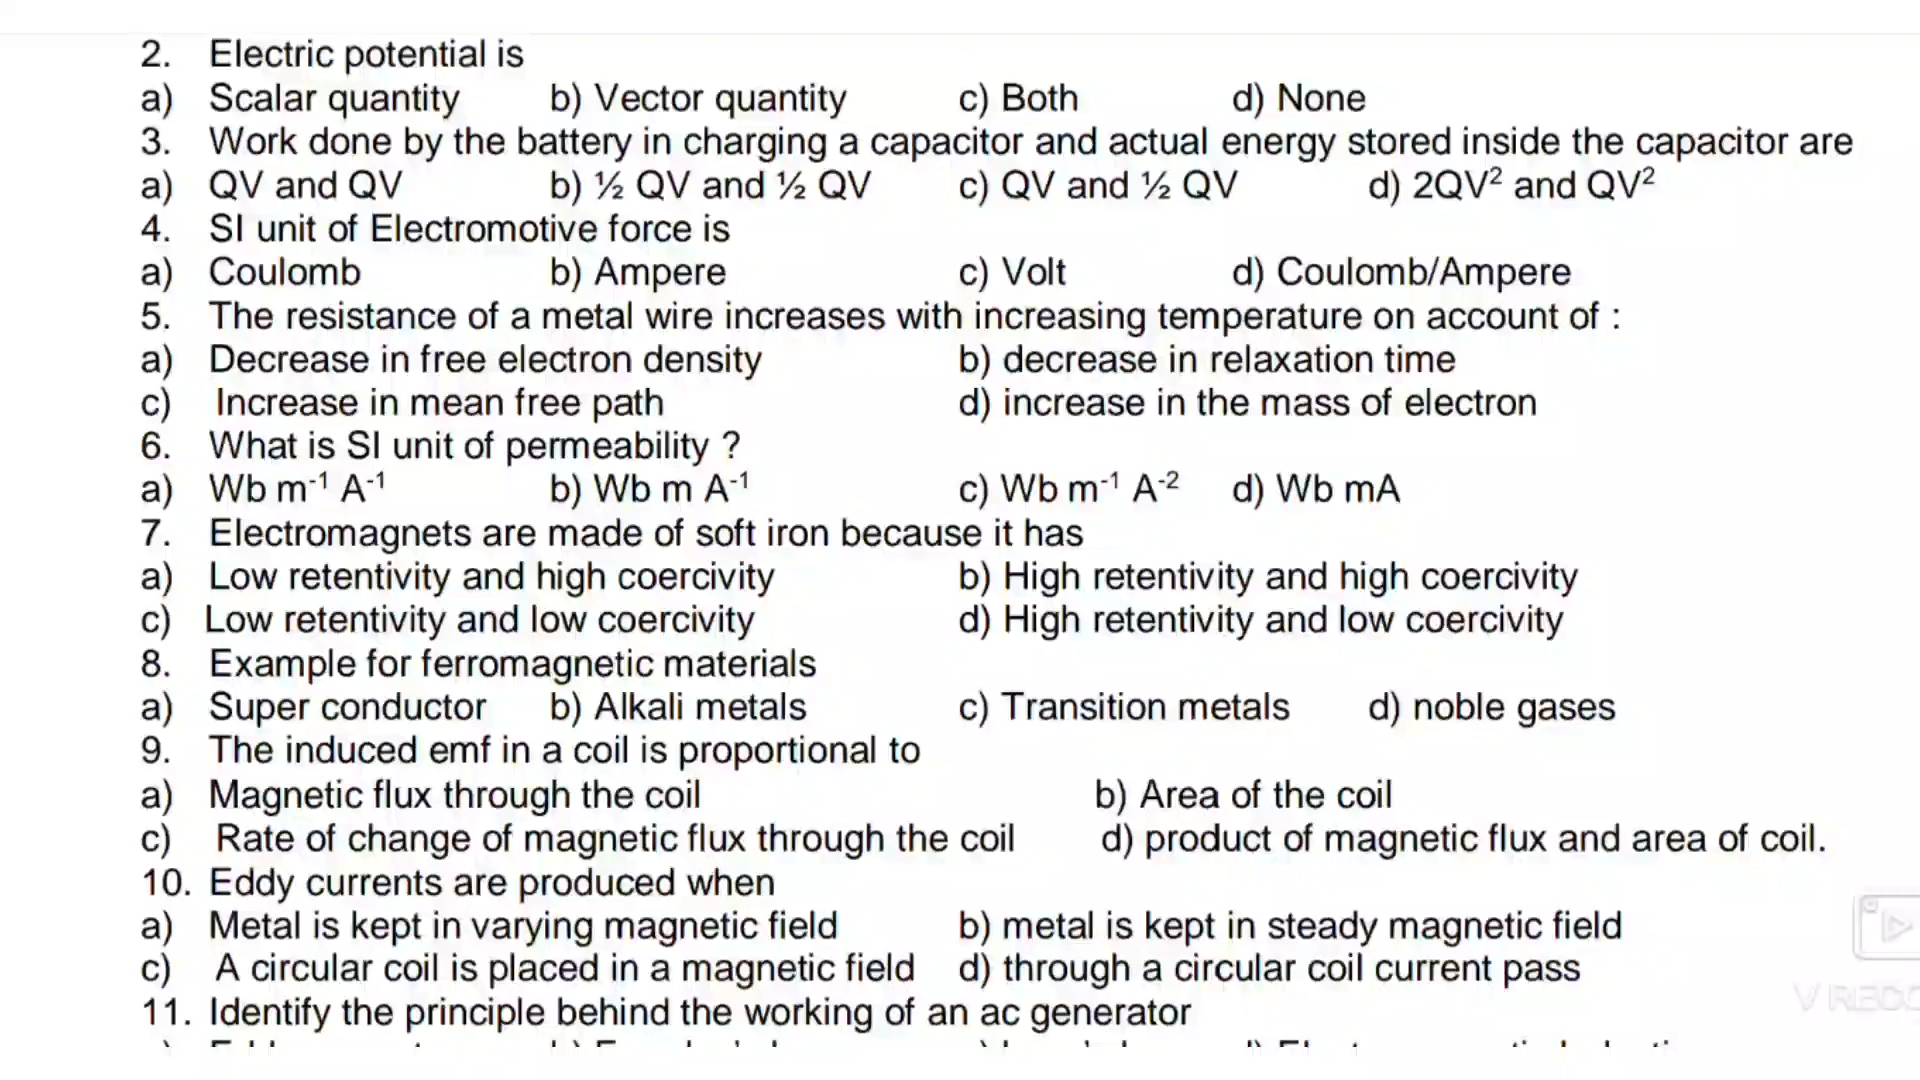 2. Electric potential is
a) Scalar quantity b) Vector quantity c) Both d) None
3. Work done by the battery in charging a capacitor and actual energy stored inside the capacitor are
a) QV and QV b) ½ QV and ½ QV c) QV and ½ QV d) 2QV² and QV²
4. SI unit of Electromotive force is
a) Coulomb b) Ampere c) Volt d) Coulomb/Ampere
5. The resistance of a metal wire increases with increasing temperature on account of :
a) Decrease in free electron density b) decrease in relaxation time
c) Increase in mean free path d) increase in the mass of electron
6. What is SI unit of permeability ?
a) Wb m⁻¹ A⁻¹ b) Wb m A⁻¹ c) Wb m⁻¹ A⁻² d) Wb mA
7. Electromagnets are made of soft iron because it has
a) Low retentivity and high coercivity b) High retentivity and high coercivity
c) Low retentivity and low coercivity d) High retentivity and low coercivity
8. Example for ferromagnetic materials
a) Super conductor b) Alkali metals c) Transition metals d) noble gases
9. The induced emf in a coil is proportional to
a) Magnetic flux through the coil b) Area of the coil
c) Rate of change of magnetic flux through the coil d) product of magnetic flux and area of coil.
10. Eddy currents are produced when
a) Metal is kept in varying magnetic field b) metal is kept in steady magnetic field
c) A circular coil is placed in a magnetic field d) through a circular coil current pass
11. Identify the principle behind the working of an ac generator